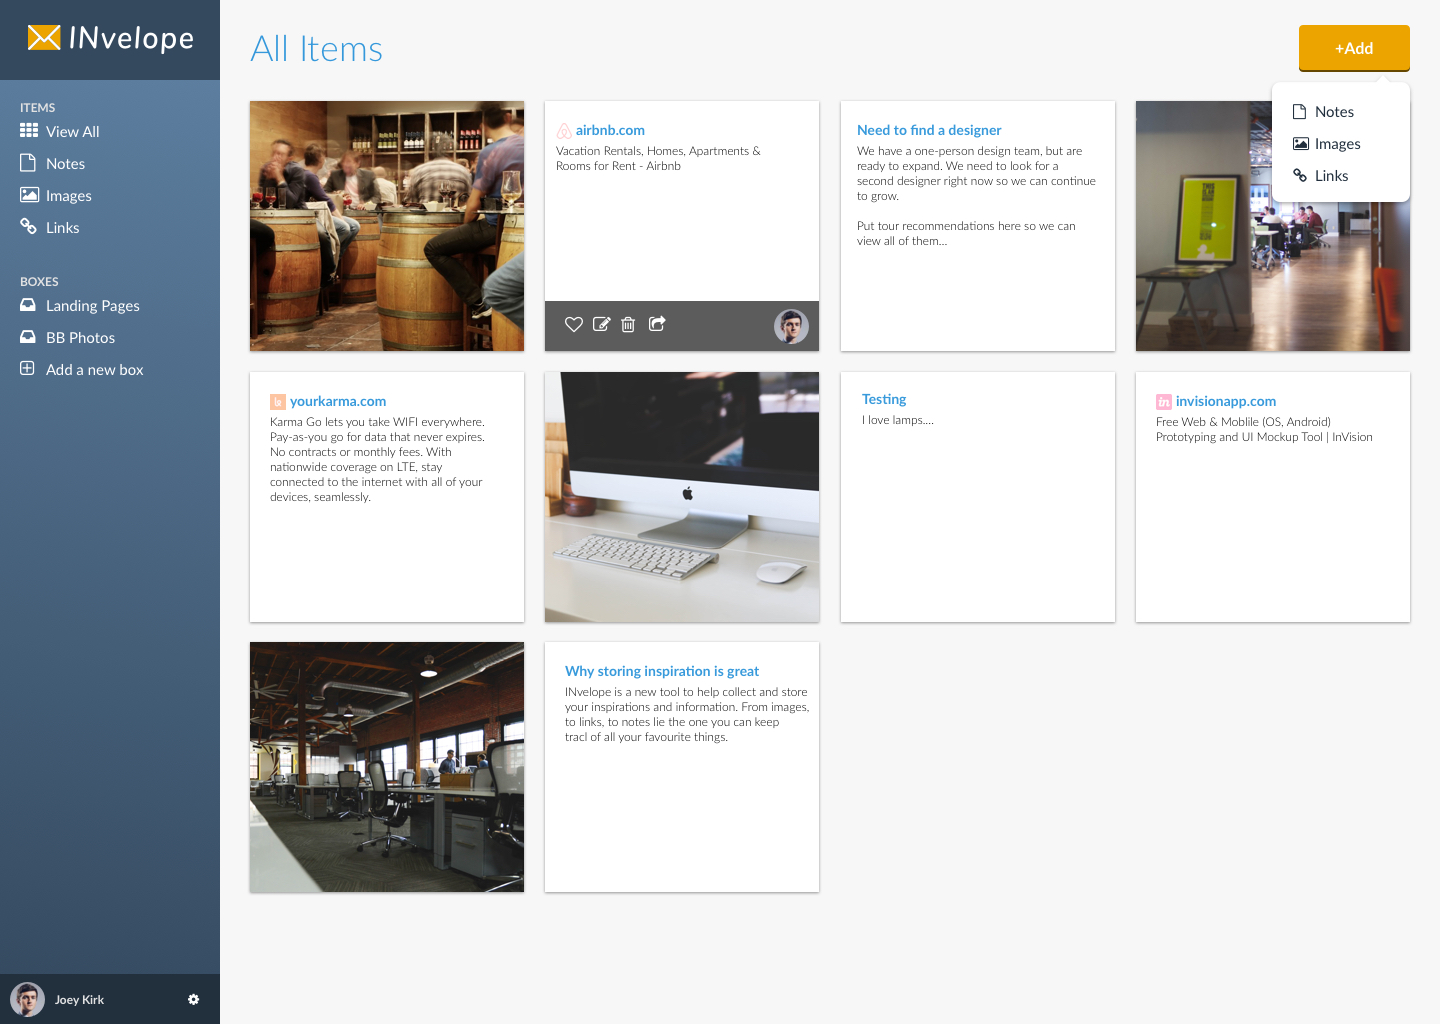 INvelope
ITEMS
View All
Notes
Images
Links
BOXES
Landing Pages
BB Photos
Add a new box
Joey Kirk
All Items
+Add
Notes
Images
Links
airbnb.com
Vacation Rentals, Homes, Apartments &
Rooms for Rent - Airbnb
Need to find a designer
We have a one-person design team, but are
ready to expand. We need to look for a
second designer right now so we can continue
to grow.
Put tour recommendations here so we can
view all of them...
THIS
yourkarma.com
Karma Go lets you take WIFI everywhere.
Pay-as-you go for data that never expires.
No contracts or monthly fees. With
nationwide coverage on LTE, stay
connected to the internet with all of your
devices, seamlessly.
Testing
I love lamps....
in
invisionapp.com
Free Web & Moblile (OS, Android)
Prototyping and UI Mockup Tool | InVision
Why storing inspiration is great
INvelope is a new tool to help collect and store
your inspirations and information. From images,
to links, to notes lie the one you can keep
tracl of all your favourite things.